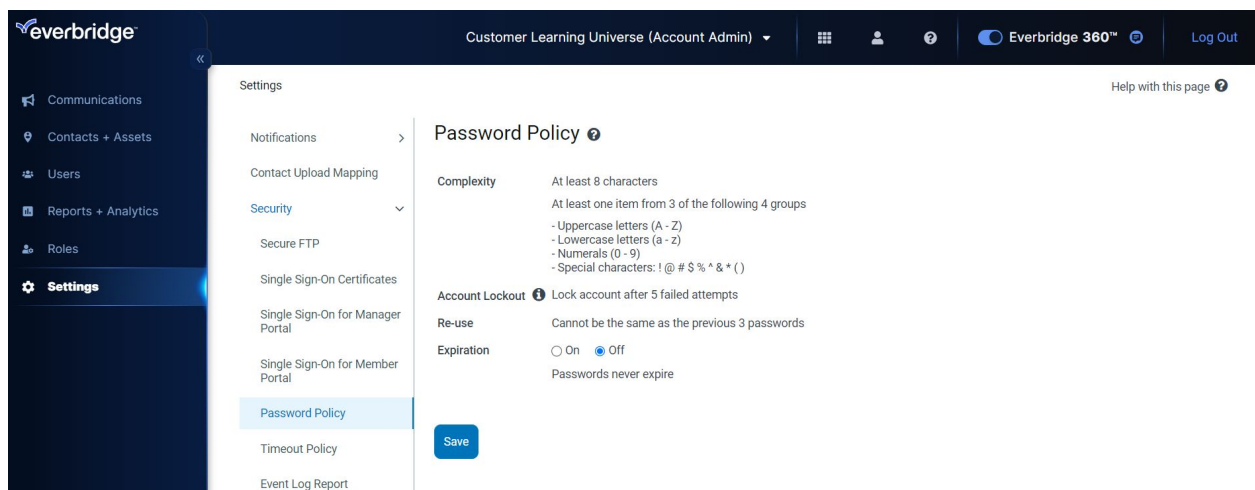 everbridge™
Customer Learning Universe (Account Admin)
Everbridge 360™
Log Out
«
Communications
Contacts + Assets
Users
Reports + Analytics
Roles
Settings
Settings
Help with this page ?
Notifications
Contact Upload Mapping
Security
Secure FTP
Single Sign-On Certificates
Single Sign-On for Manager
Portal
Single Sign-On for Member
Portal
Password Policy
Timeout Policy
Event Log Report
Password Policy ?
Complexity At least 8 characters
At least one item from 3 of the following 4 groups
- Uppercase letters (A - Z)
- Lowercase letters (a - z)
- Numerals (0 - 9)
- Special characters: ! @ # $ % ^ & * ( )
Account Lockout i Lock account after 5 failed attempts
Re-use Cannot be the same as the previous 3 passwords
Expiration On Off
Passwords never expire
Save